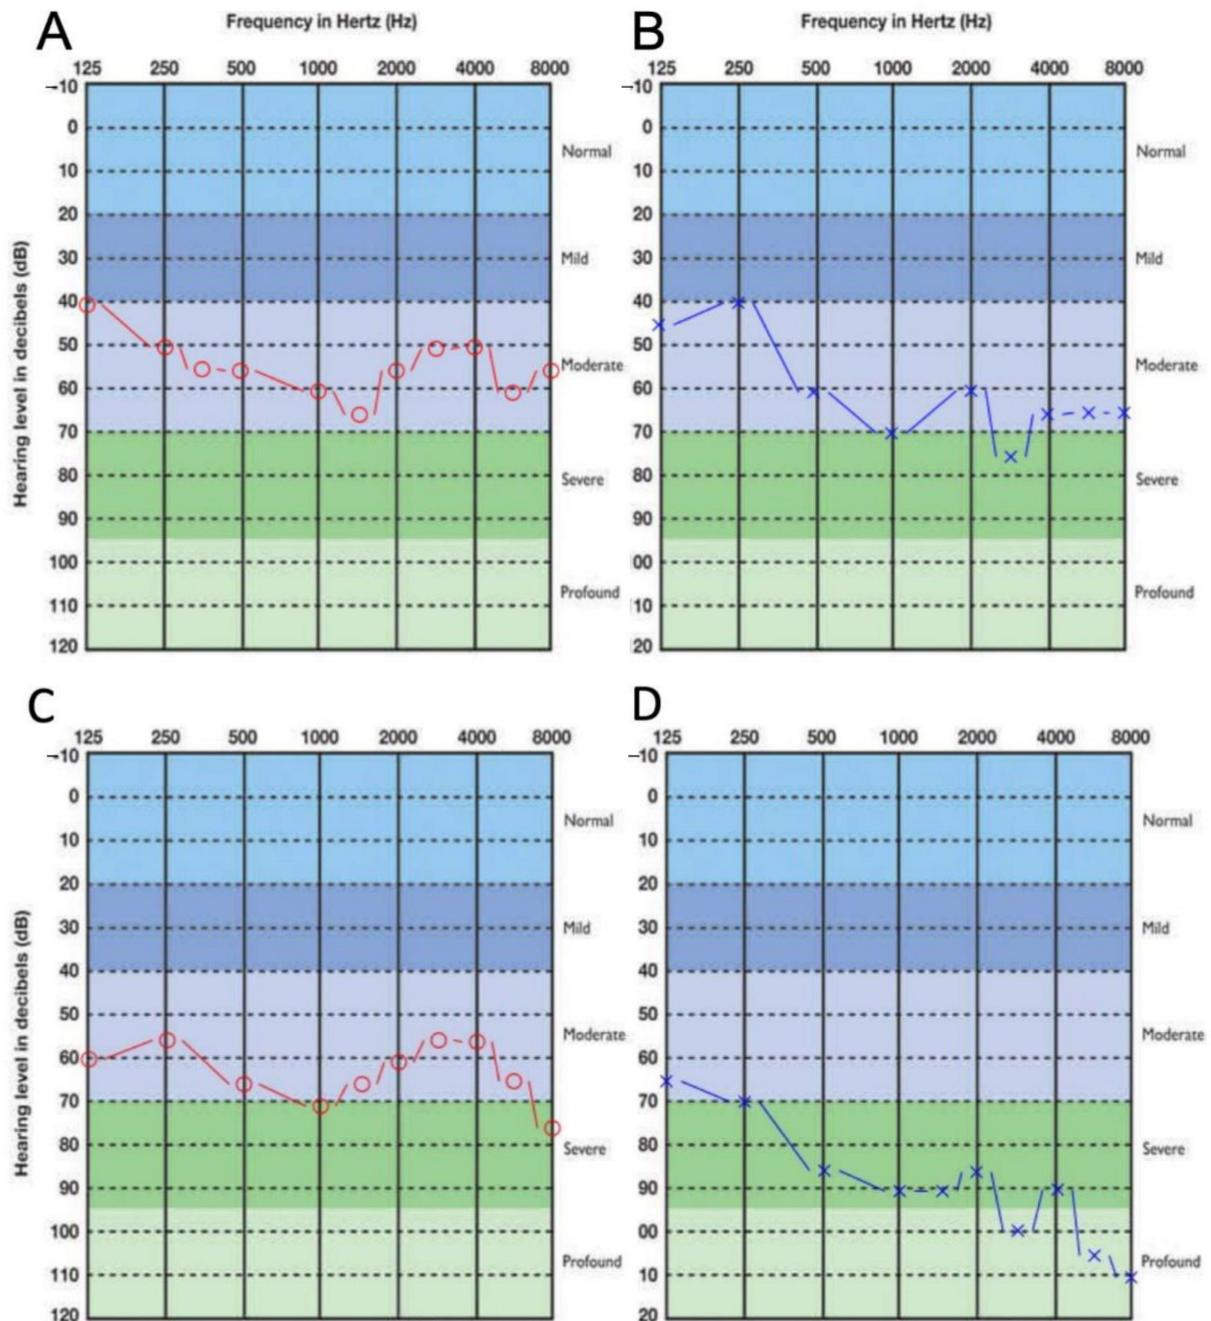 A
Frequency in Hertz (Hz)
125 250 500 1000 2000 4000 8000
-10
0
10
20
30
40
50
60
70
80
90
100
110
120
Hearing level in decibels (dB)
Normal
Mild
Moderate
Severe
Profound
B
Frequency in Hertz (Hz)
125 250 500 1000 2000 4000 8000
-10
0
10
20
30
40
50
60
70
80
90
00
10
20
Normal
Mild
Moderate
Severe
Profound
C
125 250 500 1000 2000 4000 8000
-10
0
10
20
30
40
50
60
70
80
90
100
110
120
Hearing level in decibels (dB)
Normal
Mild
Moderate
Severe
Profound
D
125 250 500 1000 2000 4000 8000
-10
0
10
20
30
40
50
60
70
80
90
00
10
20
Normal
Mild
Moderate
Severe
Profound